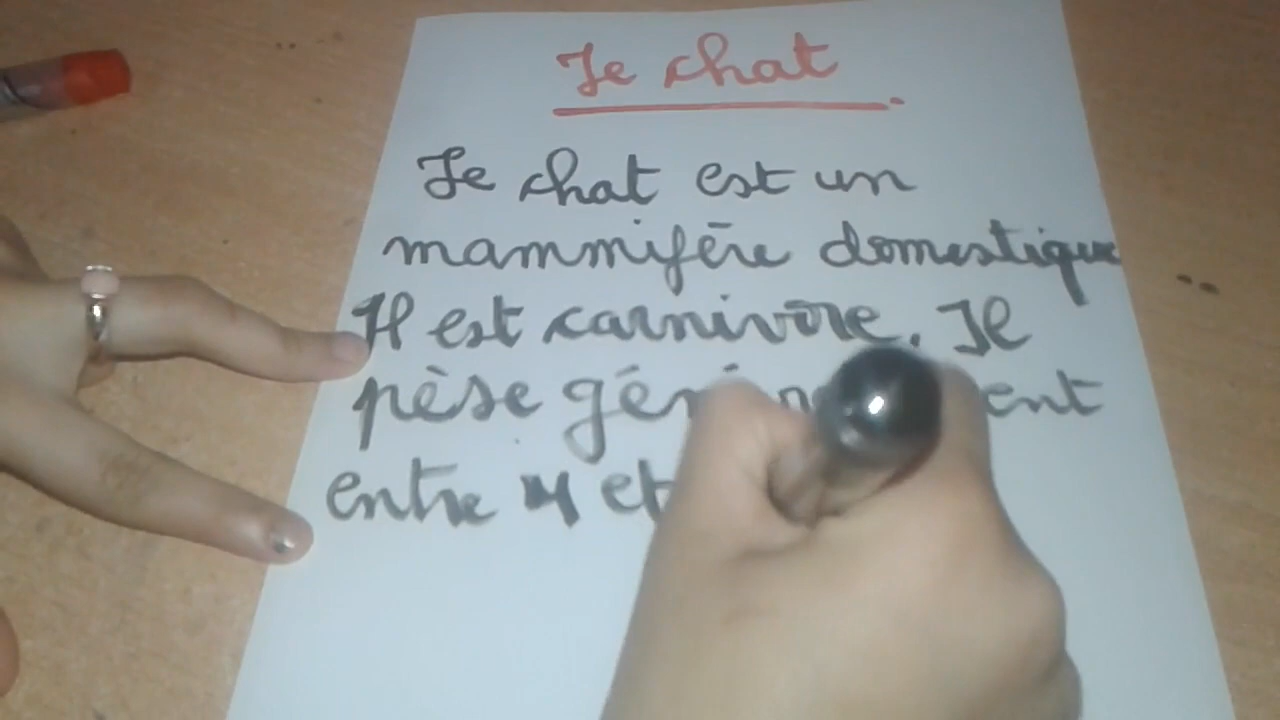 Le chat
Le chat est un
mammifère domestique
Il est carnivore. Il
pèse
entre 4 et